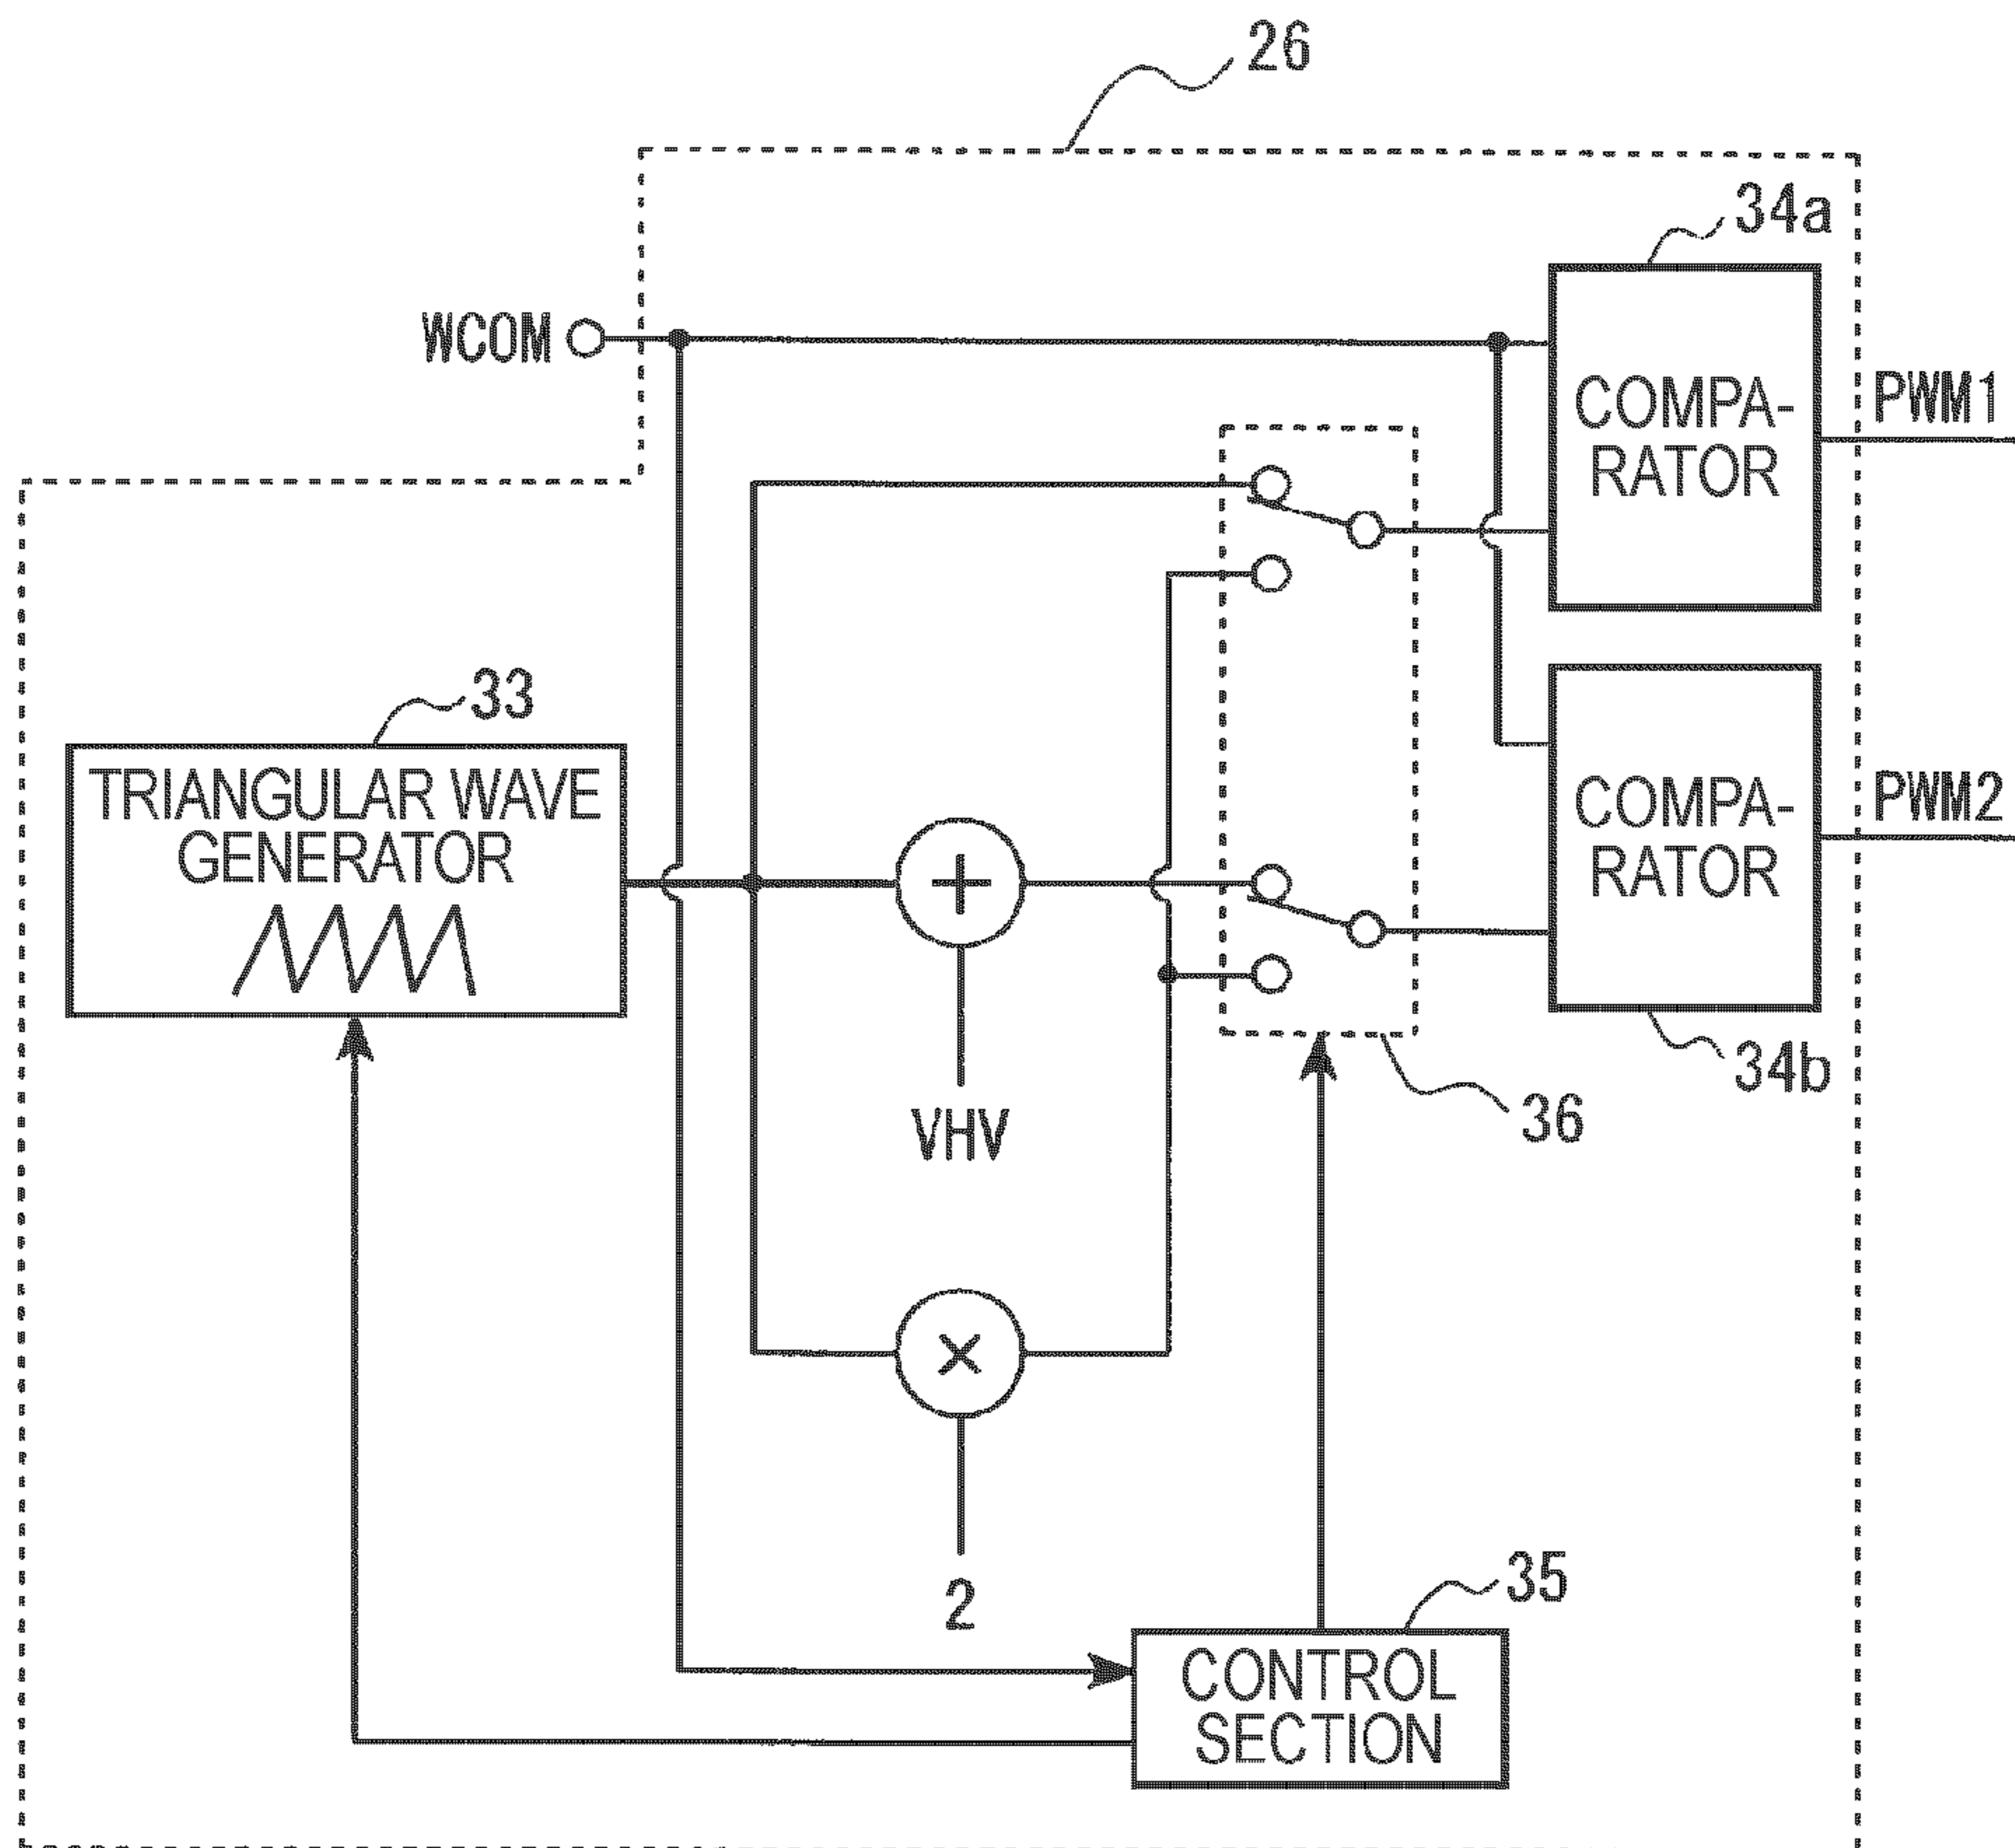 26
34a
WCOM
COMPA-
RATOR
PWM1
33
TRIANGULAR WAVE
GENERATOR
COMPA-
RATOR
PWM2
+
34b
36
VHV
×
2
35
CONTROL
SECTION